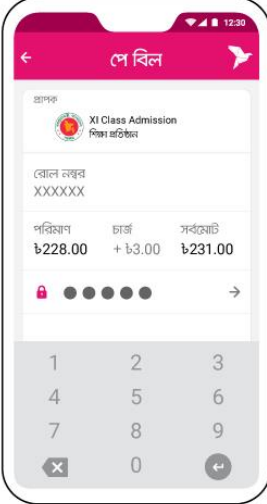 12:30
পে বিল
প্রাপক
XI Class Admission
শিক্ষা প্রতিষ্ঠান
রোল নম্বর
XXXXXX
পরিমাণ চার্জ সর্বমোট
৳228.00 + ৳3.00 ৳231.00
1 2 3
4 5 6
7 8 9
0